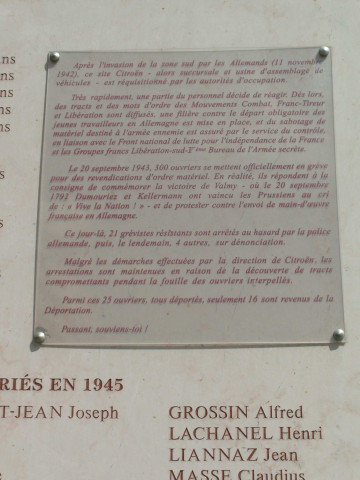 ns
ns
ns
ns
ns
Après l'invasion de la zone sud par les Allemands (11 novembre
1942), ce site Citroën - alors succursale et usine d'assemblage de
véhicules - est réquisitionné par les autorités d'occupation.
Très rapidement, une partie du personnel décide de réagir. Dès lors,
des tracts et des mots d'ordre des Mouvements Combat, Franc-Tireur
et Libération sont diffusés, une filière contre le départ obligatoire des
jeunes travailleurs en Allemagne est mise en place, et du sabotage de
matériel destiné à l'armée ennemie est assuré par le service du contrôle,
en liaison avec le Front national de lutte pour l'indépendance de la France
et les Groupes francs Libération-sud-2ème Bureau de l'Armée secrète.
Le 20 septembre 1943, 300 ouvriers se mettent officiellement en grève
pour des revendications d'ordre matériel. En réalité, ils répondent à la
consigne de commémorer la victoire de Valmy - où le 20 septembre
1792 Dumouriez et Kellermann ont vaincu les Prussiens au cri
de : « Vive la Nation ! » - et de protester contre l'envoi de main-d'œuvre
française en Allemagne.
Ce jour-là, 21 grévistes résistants sont arrêtés au hasard par la police
allemande, puis, le lendemain, 4 autres, sur dénonciation.
Malgré les démarches effectuées par la direction de Citroën, les
arrestations sont maintenues en raison de la découverte de tracts
compromettants pendant la fouille des ouvriers interpellés.
Parmi ces 25 ouvriers, tous déportés, seulement 16 sont revenus de la
Déportation.
Passant, souviens-toi !
RIÉS EN 1945
T-JEAN Joseph
GROSSIN Alfred
LACHANEL Henri
LIANNAZ Jean
MASSE Claudius